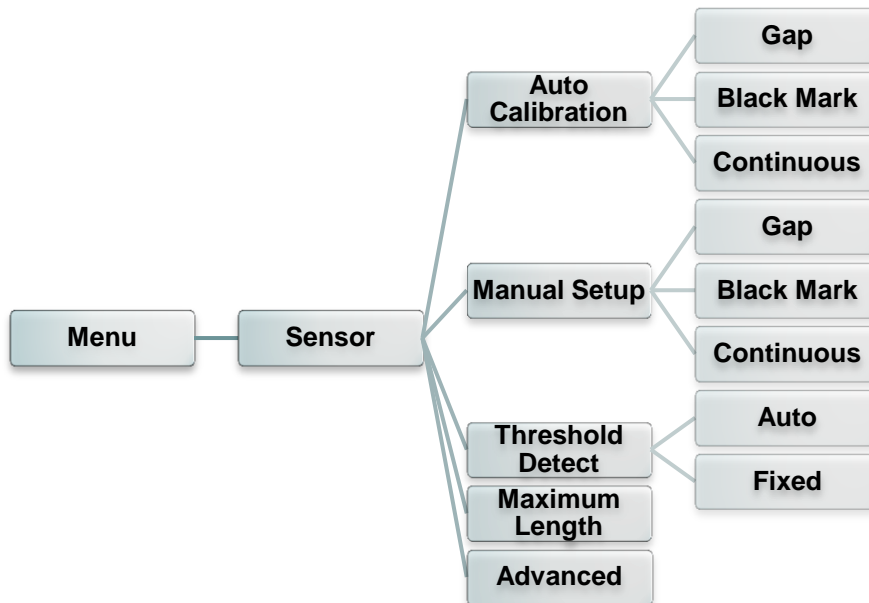 Menu
Sensor
Auto
Calibration
Gap
Black Mark
Continuous
Manual Setup
Gap
Black Mark
Continuous
Threshold
Detect
Auto
Fixed
Maximum
Length
Advanced